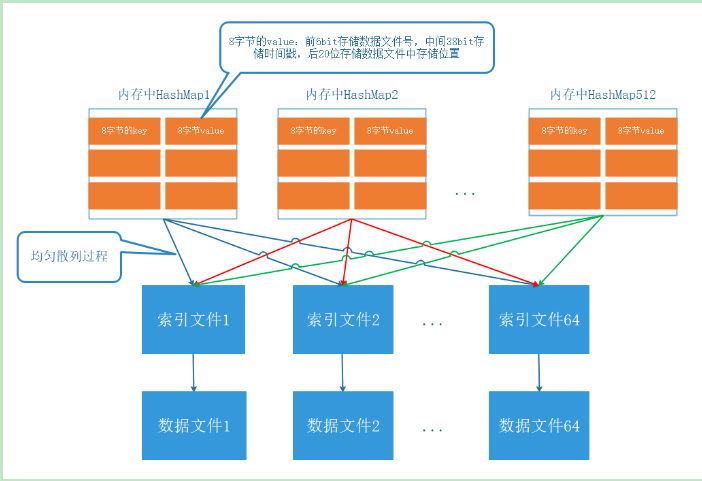 8字节的value：前6bit存储数据文件号，中间38bit存
储时间戳，后20位存储数据文件中存储位置
内存中HashMap1
内存中HashMap2
内存中HashMap512
8字节的key
8字节value
8字节的key
8字节value
8字节的key
8字节value
...
均匀散列过程
索引文件1
索引文件2
...
索引文件64
数据文件1
数据文件2
...
数据文件64